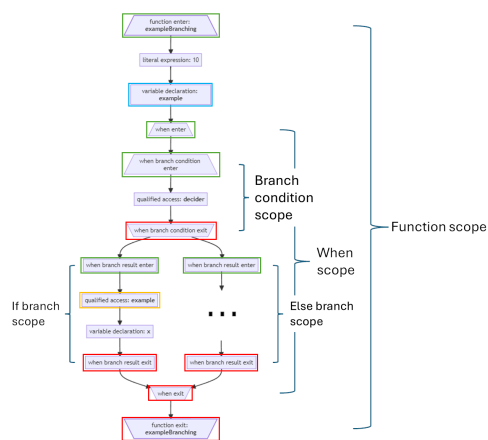 function enter:
exampleBranching
literal expression: 10
variable declaration:
example
when enter
when branch condition
enter
qualified access: decider
when branch condition exit
Branch
condition
scope
Function scope
When
scope
when branch result enter
when branch result enter
If branch
scope
qualified access: example
...
Else branch
scope
variable declaration: x
when branch result exit
when branch result exit
when exit
function exit:
exampleBranching